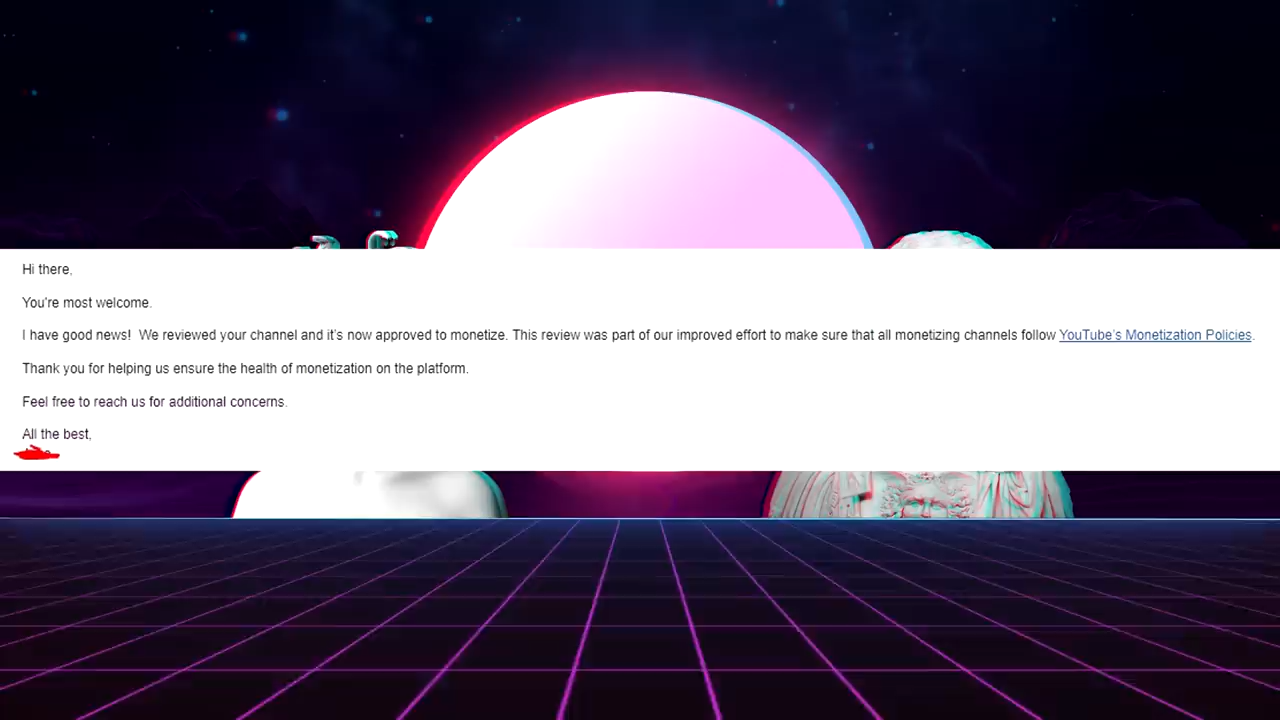 Hi there,
You're most welcome.
I have good news!  We reviewed your channel and it's now approved to monetize. This review was part of our improved effort to make sure that all monetizing channels follow YouTube's Monetization Policies.
Thank you for helping us ensure the health of monetization on the platform.
Feel free to reach us for additional concerns.
All the best,